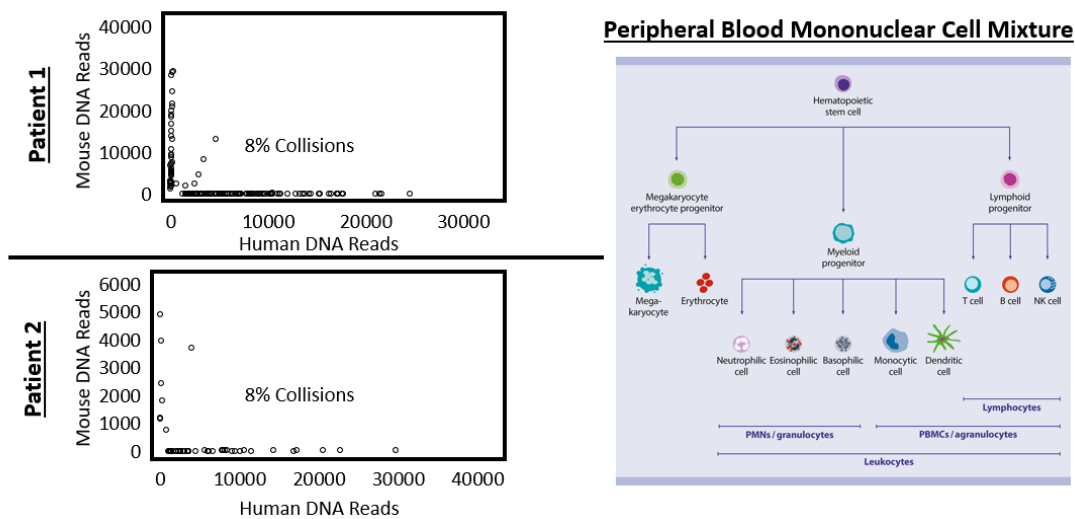 Patient 1
Mouse DNA Reads
40000
30000
20000
10000
0
8% Collisions
0
10000
20000
30000
Human DNA Reads
Patient 2
Mouse DNA Reads
6000
5000
4000
3000
2000
1000
0
8% Collisions
0
10000
20000
30000
40000
Human DNA Reads
Peripheral Blood Mononuclear Cell Mixture
Hematopoietic
stem cell
Megakaryocyte
erythrocyte progenitor
Lymphoid
progenitor
Myeloid
progenitor
Mega-
karyocyte
Erythrocyte
T cell
B cell
NK cell
Neutrophilic
cell
Eosinophilic
cell
Basophilic
cell
Monocytic
cell
Dendritic
cell
Lymphocytes
PMNs / granulocytes
PBMCs / agranulocytes
Leukocytes